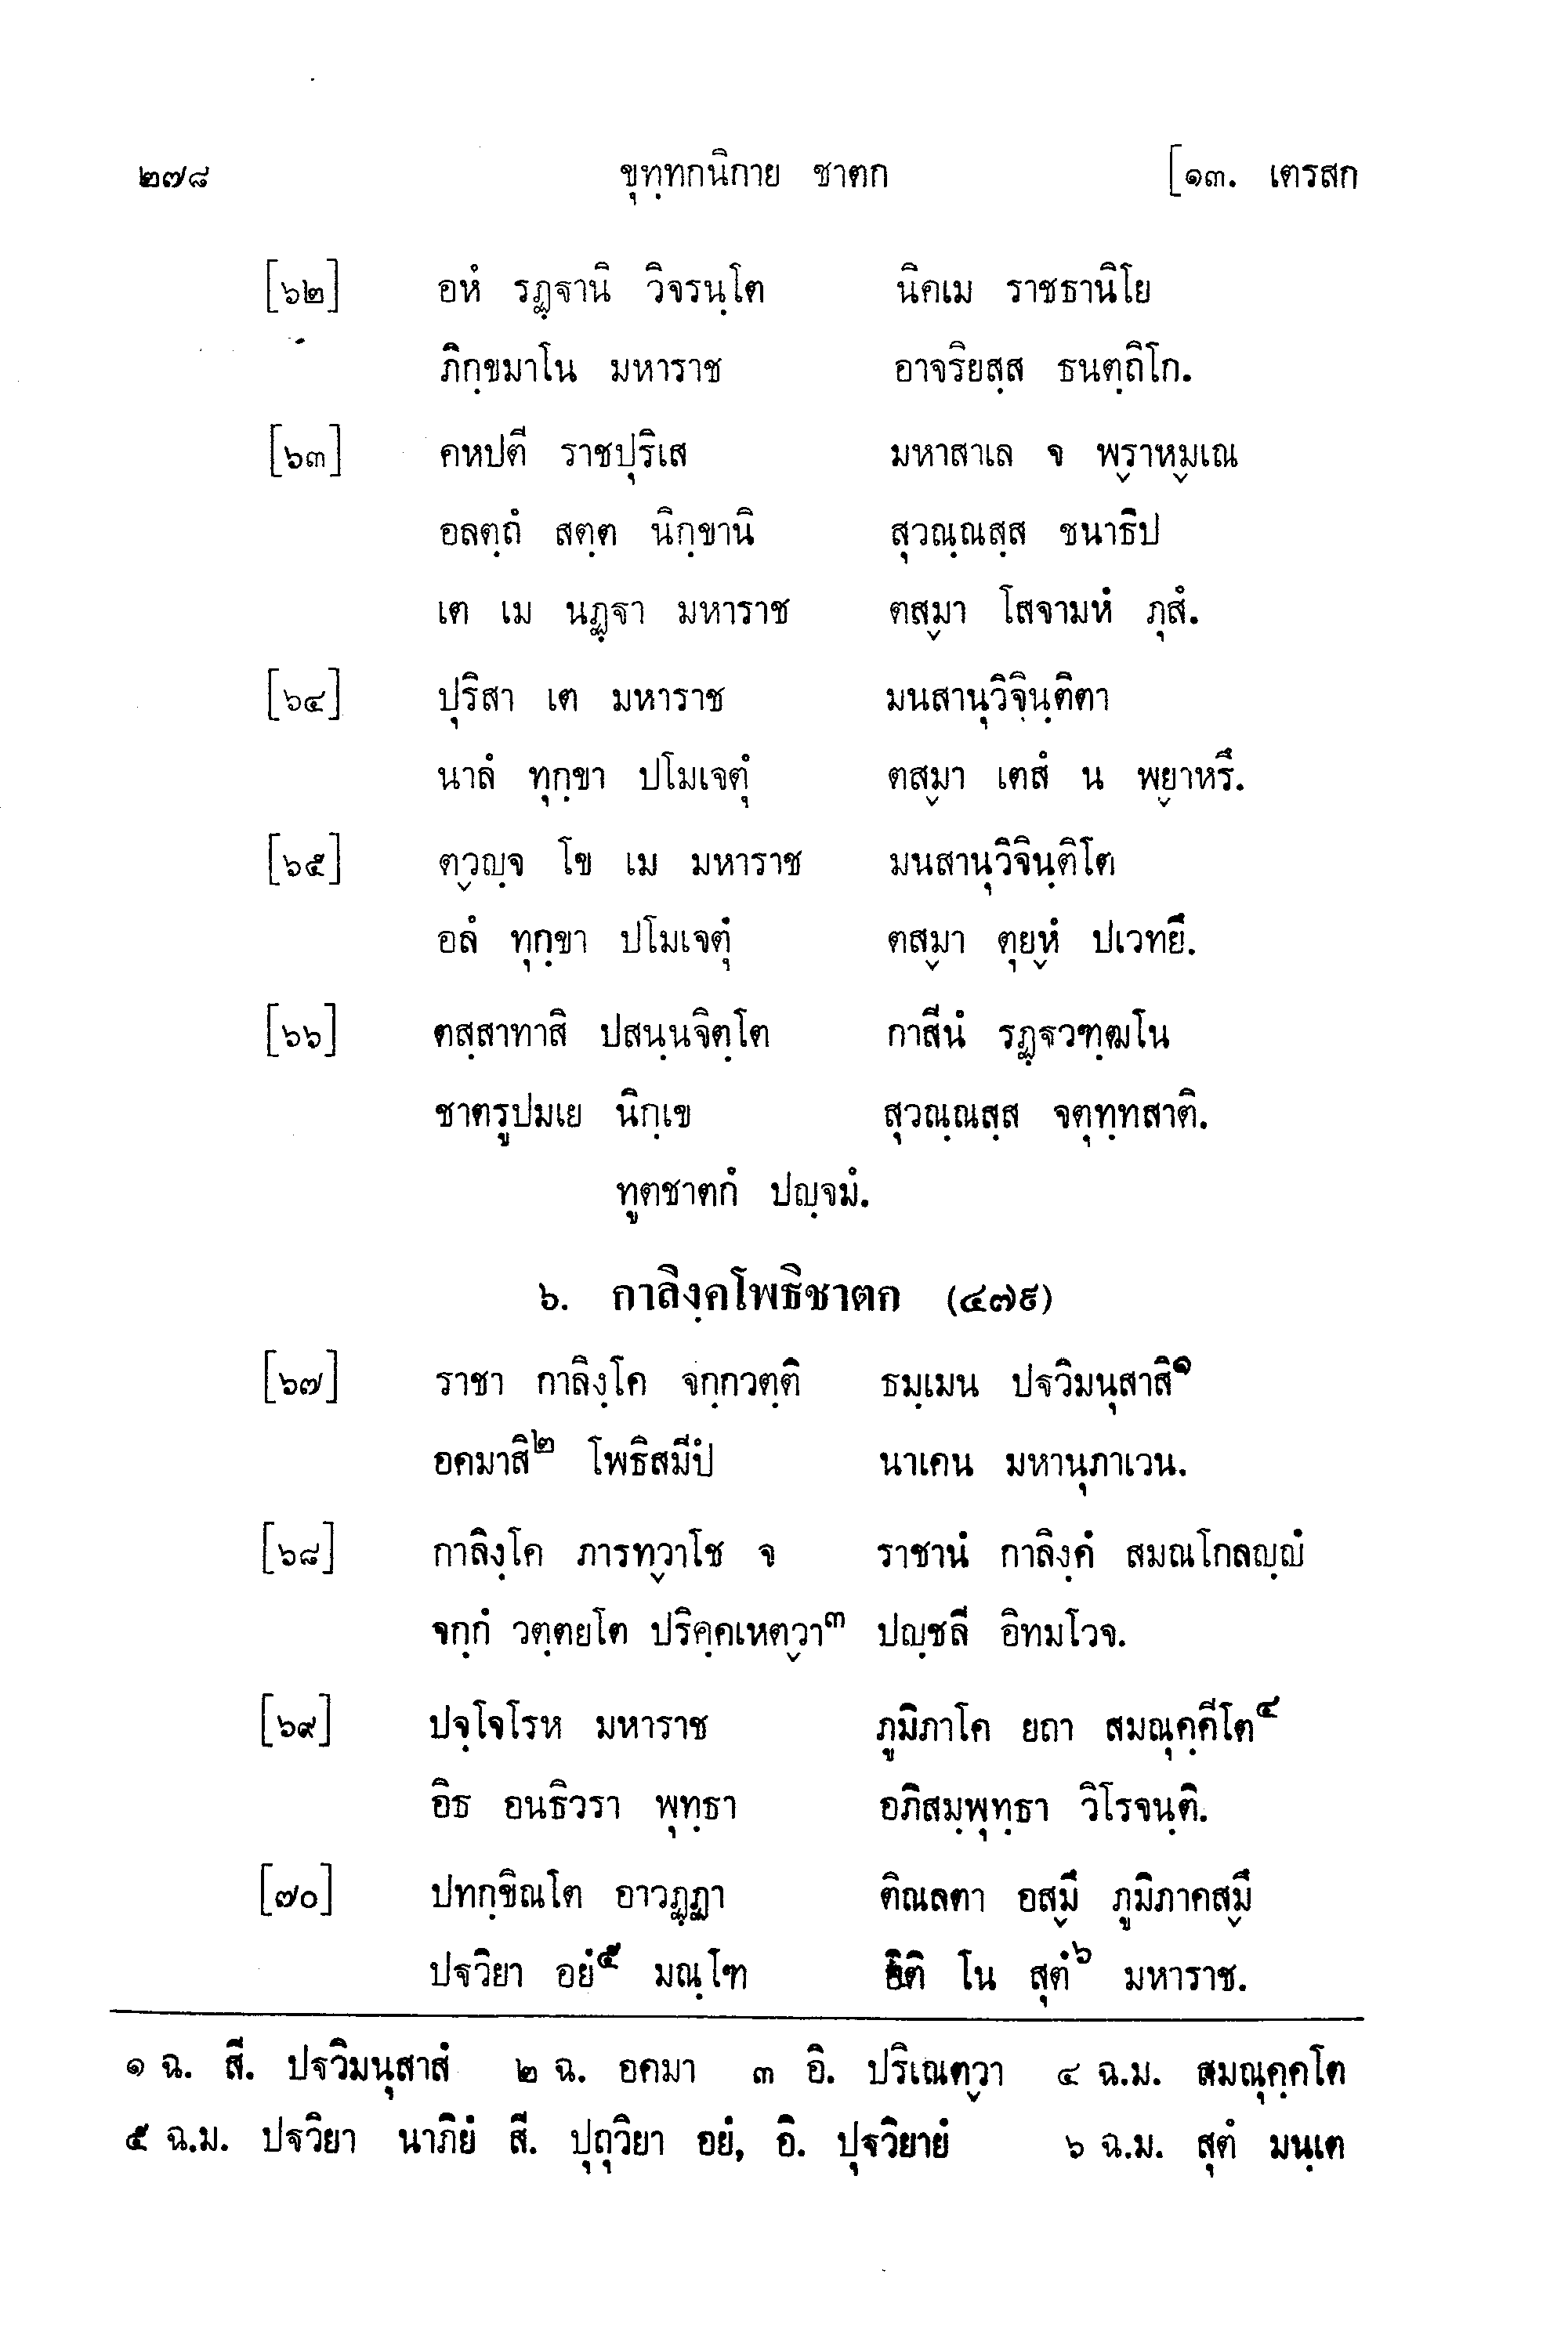 ๒๗๘ ขุทฺทกนิกาย ชาตก [๑๓. เตรสก
[๖๒] อหํ รฏฺฐานิ วิจรนฺโต นิคเม ราชธานิโย
ภิกฺขมาโน มหาราช อาจริยสฺส ธนตฺถิโก.
[๖๓] คหปตี ราชปุริเส มหาสาเล จ พฺราหฺมเณ
อลตฺถํ สตฺต นิกฺขานิ สุวณฺณสฺส ชนาธิป
เต เม นฏฺฐา มหาราช ตสฺมา โสจามหํ ภุสํ.
[๖๔] ปุริสา เต มหาราช มนสานุวิจินฺติตา
นาลํ ทุกฺขา ปโมเจตุํ ตสฺมา เตสํ น พฺยาหรึ.
[๖๕] ตฺวญฺจ โข เม มหาราช มนสานุวิจินฺติโต
อลํ ทุกฺขา ปโมเจตุํ ตสฺมา ตุยฺหํ ปเวทยึ.
[๖๖] ตสฺสาทาสิ ปสนฺนจิตฺโต กาสีนํ รฏฺฐวฑฺฒโน
ชาตรูปมเย นิกฺเข สุวณฺณสฺส จตุทฺทสาติ.
ทูตชาตกํ ปญฺจมํ.
๖. กาลิงฺคโพธิชาตก (๔๗๙)
[๖๗] ราชา กาลิงฺโค จกฺกวตฺติ ธมฺเมน ปฐวิมนุสาสิ๑
อคมาสิ๒ โพธิสมีปํ นาเคน มหานุภาเวน.
[๖๘] กาลิงฺโค ภารทฺวาโช จ ราชานํ กาลิงฺคํ สมณโกลญฺญํ
จกฺกํ วตฺตยโต ปริคฺคเหตฺวา๓ ปญฺชลี อิทมโวจ.
[๖๙] ปจฺโจโรห มหาราช ภูมิภาโค ยถา สมณุคฺคีโต๔
อิธ อนธิวรา พุทฺธา อภิสมฺพุทฺธา วิโรจนฺติ.
[๗๐] ปทกฺขิณโต อาวฏฺฏา ติณลตา อสฺมึ ภูมิภาคสฺมึ
ปฐวิยา อยํ๕ มณฺโฑ อิติ โน สุตํ๖ มหาราช.
๑ ฉ. สี. ปฐวิมนุสาสํ ๒ ฉ. อคมา ๓ อิ. ปริเณตฺวา ๔ ฉ.ม. สมณุคฺคโต
๕ ฉ.ม. ปฐวิยา นาภิยํ สี. ปุถุวิยา อยํ, อิ. ปุฐวิยายํ ๖ ฉ.ม. สุตํ มนฺเต